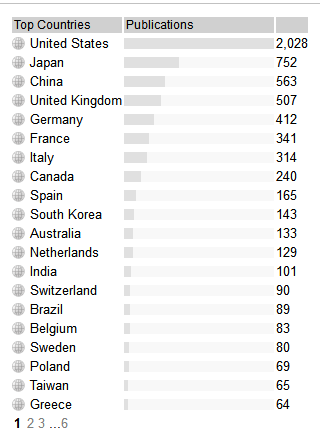 Top Countries Publications
United States 2,028
Japan 752
China 563
United Kingdom 507
Germany 412
France 341
Italy 314
Canada 240
Spain 165
South Korea 143
Australia 133
Netherlands 129
India 101
Switzerland 90
Brazil 89
Belgium 83
Sweden 80
Poland 69
Taiwan 65
Greece 64
1 2 3 ...6